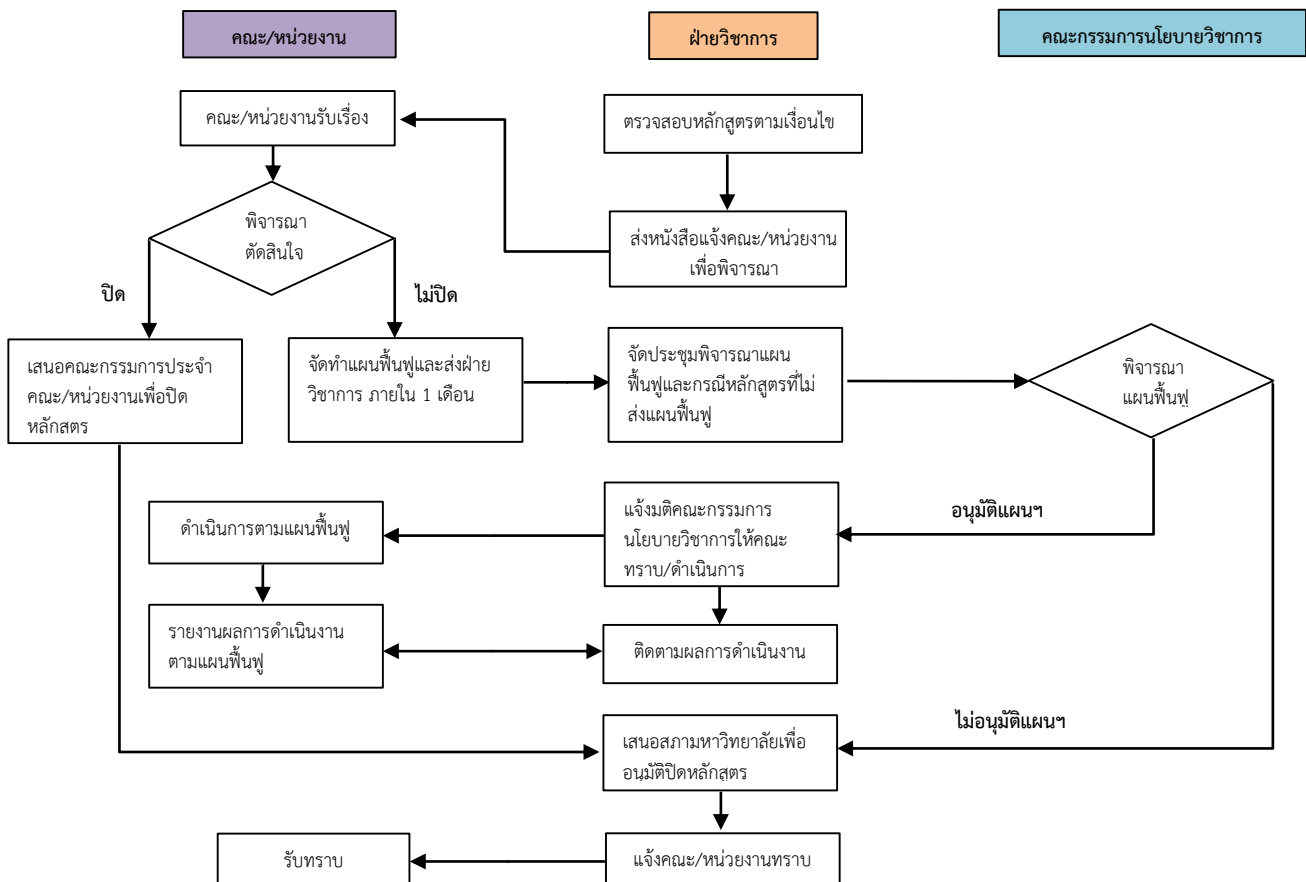 คณะ/หน่วยงาน
ฝ่ายวิชาการ
คณะกรรมการนโยบายวิชาการ
คณะ/หน่วยงานรับเรื่อง
ตรวจสอบหลักสูตรตามเงื่อนไข
พิจารณา
ตัดสินใจ
ส่งหนังสือแจ้งคณะ/หน่วยงาน
เพื่อพิจารณา
ปิด
ไม่ปิด
เสนอคณะกรรมการประจำ
คณะ/หน่วยงานเพื่อปิด
หลักสตร
จัดทำแผนฟื้นฟูและส่งฝ่าย
วิชาการ ภายใน 1 เดือน
จัดประชุมพิจารณาแผน
ฟื้นฟูและกรณีหลักสูตรที่ไม่
ส่งแผนฟื้นฟู
พิจารณา
แผนฟื้นฟู
ดำเนินการตามแผนฟื้นฟู
แจ้งมติคณะกรรมการ
นโยบายวิชาการให้คณะ
ทราบ/ดำเนินการ
อนุมัติแผนฯ
รายงานผลการดำเนินงาน
ตามแผนฟื้นฟู
ติดตามผลการดำเนินงาน
ไม่อนุมัติแผนฯ
เสนอสภามหาวิทยาลัยเพื่อ
อนุมัติปิดหลักสูตร
รับทราบ
แจ้งคณะ/หน่วยงานทราบ